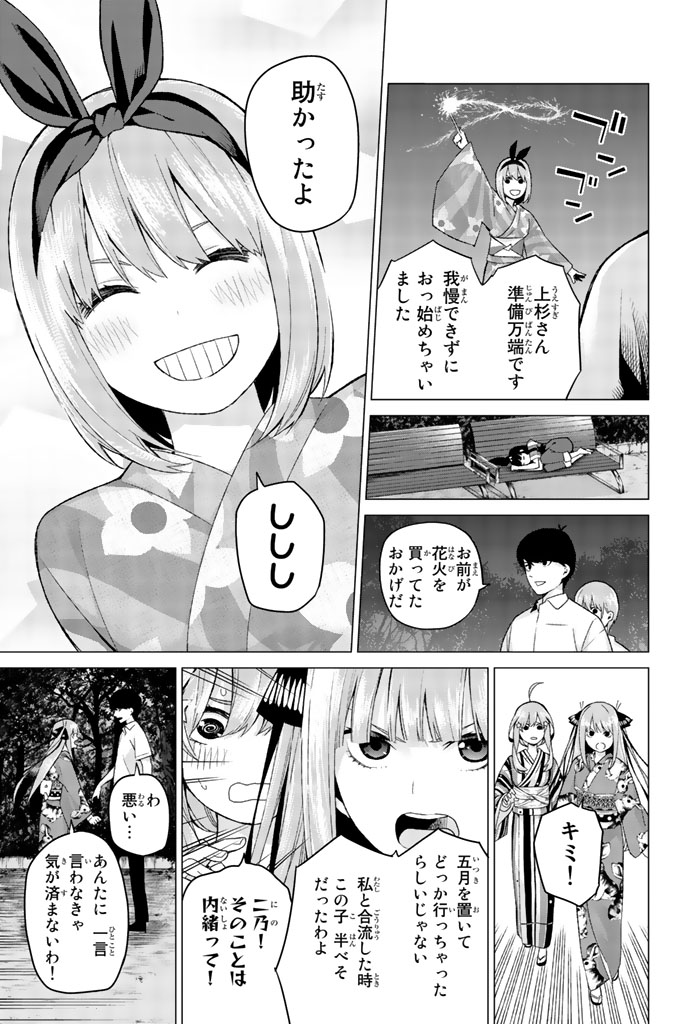 ブン
ブン
上杉さん
準備万端です
我慢できずに
おっ始めちゃい
ました
お前が
花火を
買ってた
おかげだ
助かったよ
ししし
キミ!
五月を置いて
どっか行っちゃった
らしいじゃない
私と合流した時
この子 半べそ
だったわよ
二乃!
そのことは
内緒って!
わ
悪い…
あんたに 一言
言わなきゃ
気が済まないわ!